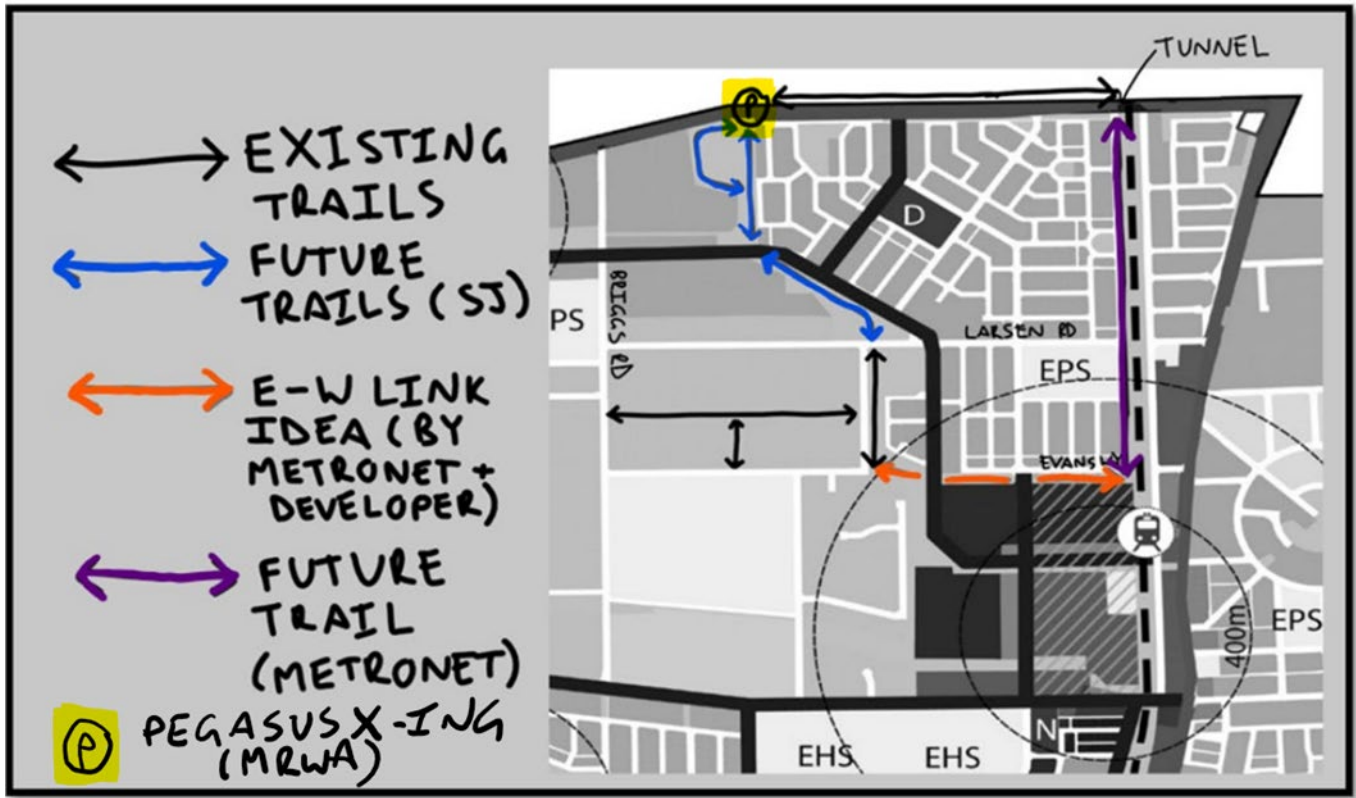 EXISTING
TRAILS
FUTURE
TRAILS (SJ)
E-W LINK
IDEA (BY
METRONET +
DEVELOPER)
FUTURE
TRAIL
(METRONET)
P PEGASUS X-ING
(MRWA)
TUNNEL
P
D
BRIGGS RD
PS
LARSEN RD
EPS
EVANS WY
400m
EPS
N
EHS
EHS